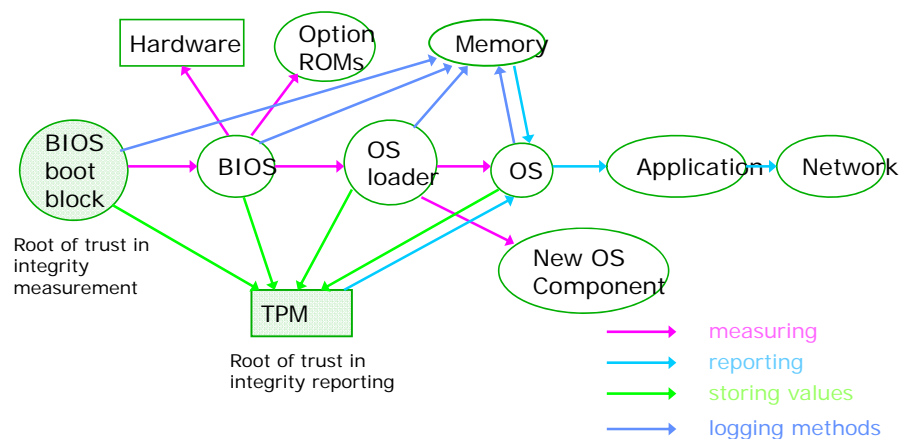 Hardware
Option
ROMs
Memory
BIOS
boot
block
BIOS
OS
loader
OS
Application
Network
Root of trust in
integrity
measurement
New OS
Component
TPM
Root of trust in
integrity reporting
measuring
reporting
storing values
logging methods